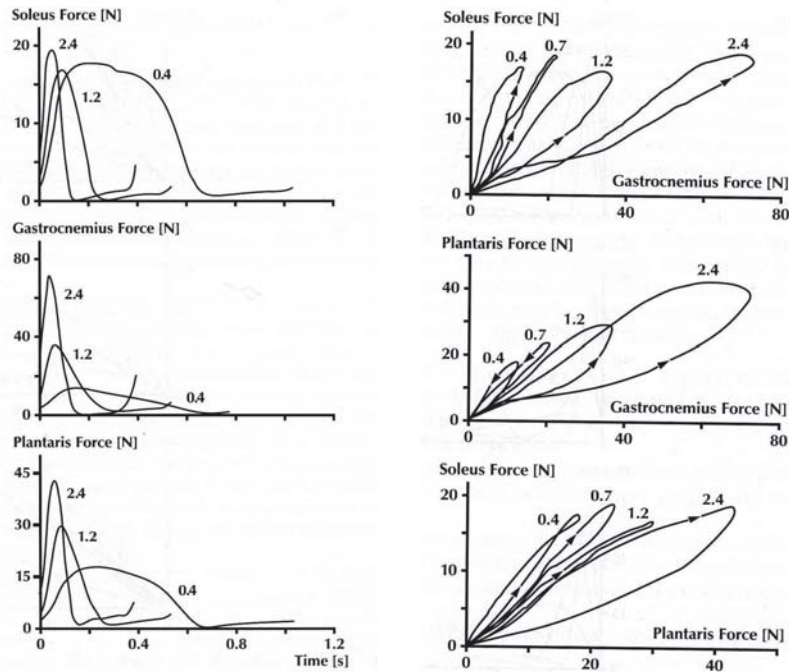 Soleus Force [N]
20
10
0
2.4
1.2
0.4
Gastrocnemius Force [N]
80
40
0
2.4
1.2
0.4
Plantaris Force [N]
45
30
15
0
2.4
1.2
0.4
0 0.4 0.8 1.2
Time [s]
Soleus Force [N]
20
10
0
0.4 0.7 1.2 2.4
Gastrocnemius Force [N]
0 40 80
Plantaris Force [N]
40
20
0
0.4 0.7 1.2 2.4
Gastrocnemius Force [N]
0 40 80
Soleus Force [N]
20
10
0
0.4 0.7 1.2 2.4
Plantaris Force [N]
0 20 40